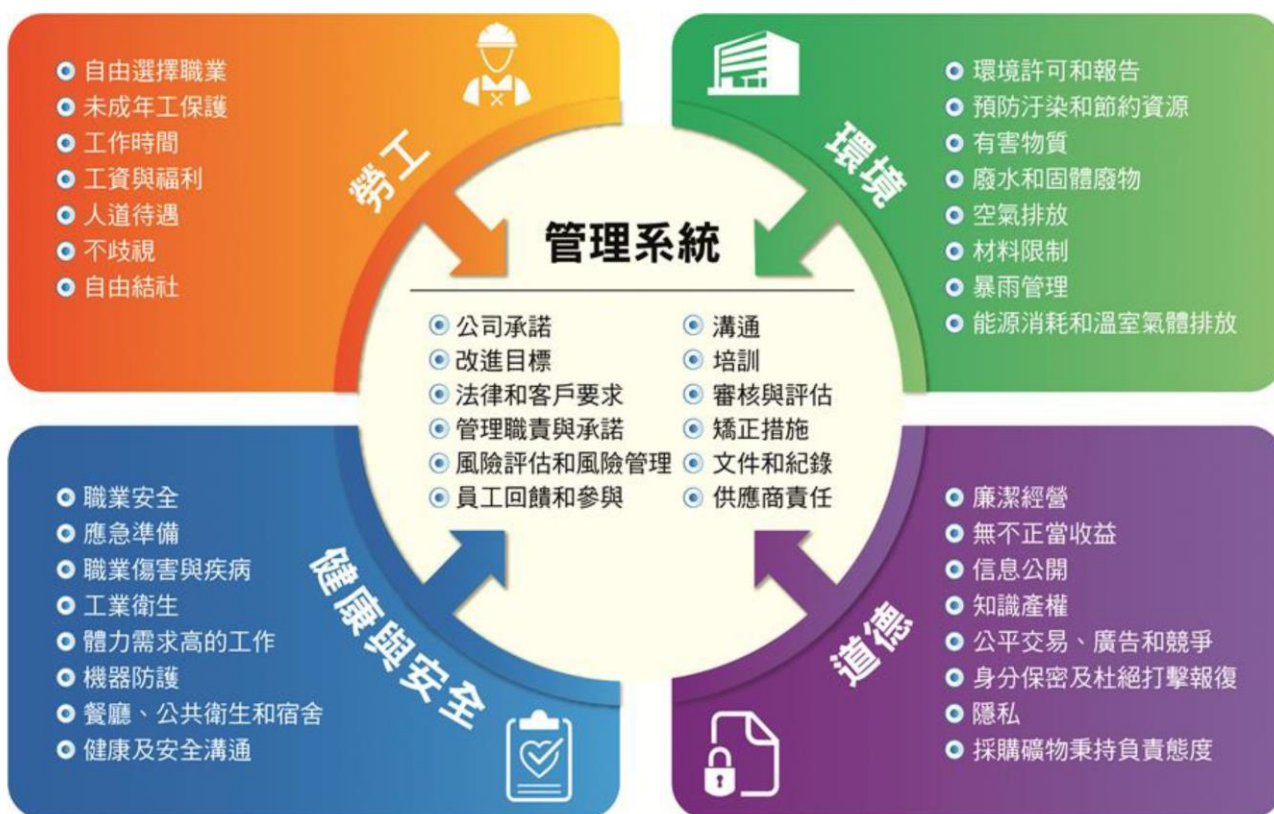 勞工
自由選擇職業
未成年工保護
工作時間
工資與福利
人道待遇
不歧視
自由結社
環境
環境許可和報告
預防汙染和節約資源
有害物質
廢水和固體廢物
空氣排放
材料限制
暴雨管理
能源消耗和溫室氣體排放
管理系統
公司承諾
改進目標
法律和客戶要求
管理職責與承諾
風險評估和風險管理
員工回饋和參與
溝通
培訓
審核與評估
矯正措施
文件和紀錄
供應商責任
健康與安全
職業安全
應急準備
職業傷害與疾病
工業衛生
體力需求高的工作
機器防護
餐廳、公共衛生和宿舍
健康及安全溝通
道德
廉潔經營
無不正當收益
信息公開
知識產權
公平交易、廣告和競爭
身分保密及杜絕打擊報復
隱私
採購礦物秉持負責態度